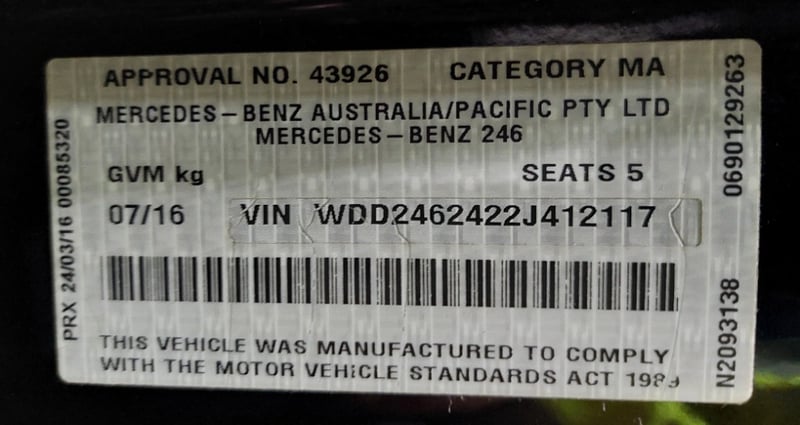 APPROVAL NO. 43926 CATEGORY MA
MERCEDES-BENZ AUSTRALIA/PACIFIC PTY LTD
MERCEDES-BENZ 246
GVM kg SEATS 5
07/16 VIN WDD2462422J412117
THIS VEHICLE WAS MANUFACTURED TO COMPLY
WITH THE MOTOR VEHICLE STANDARDS ACT 1989
PRX 24/03/16 00085320
N2093138 0690129263